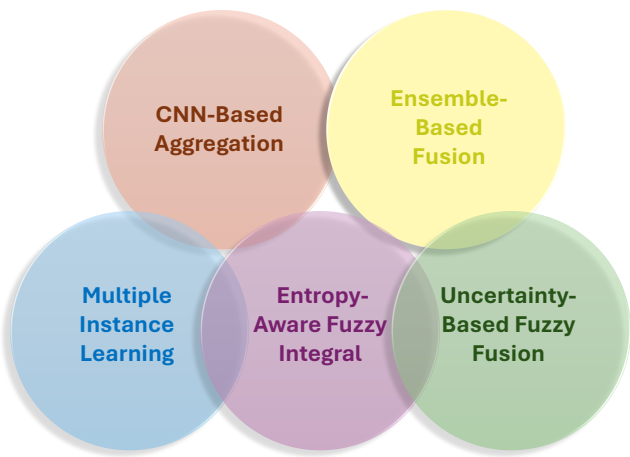 CNN-Based
Aggregation
Ensemble-
Based
Fusion
Multiple
Instance
Learning
Entropy-
Aware Fuzzy
Integral
Uncertainty-
Based Fuzzy
Fusion